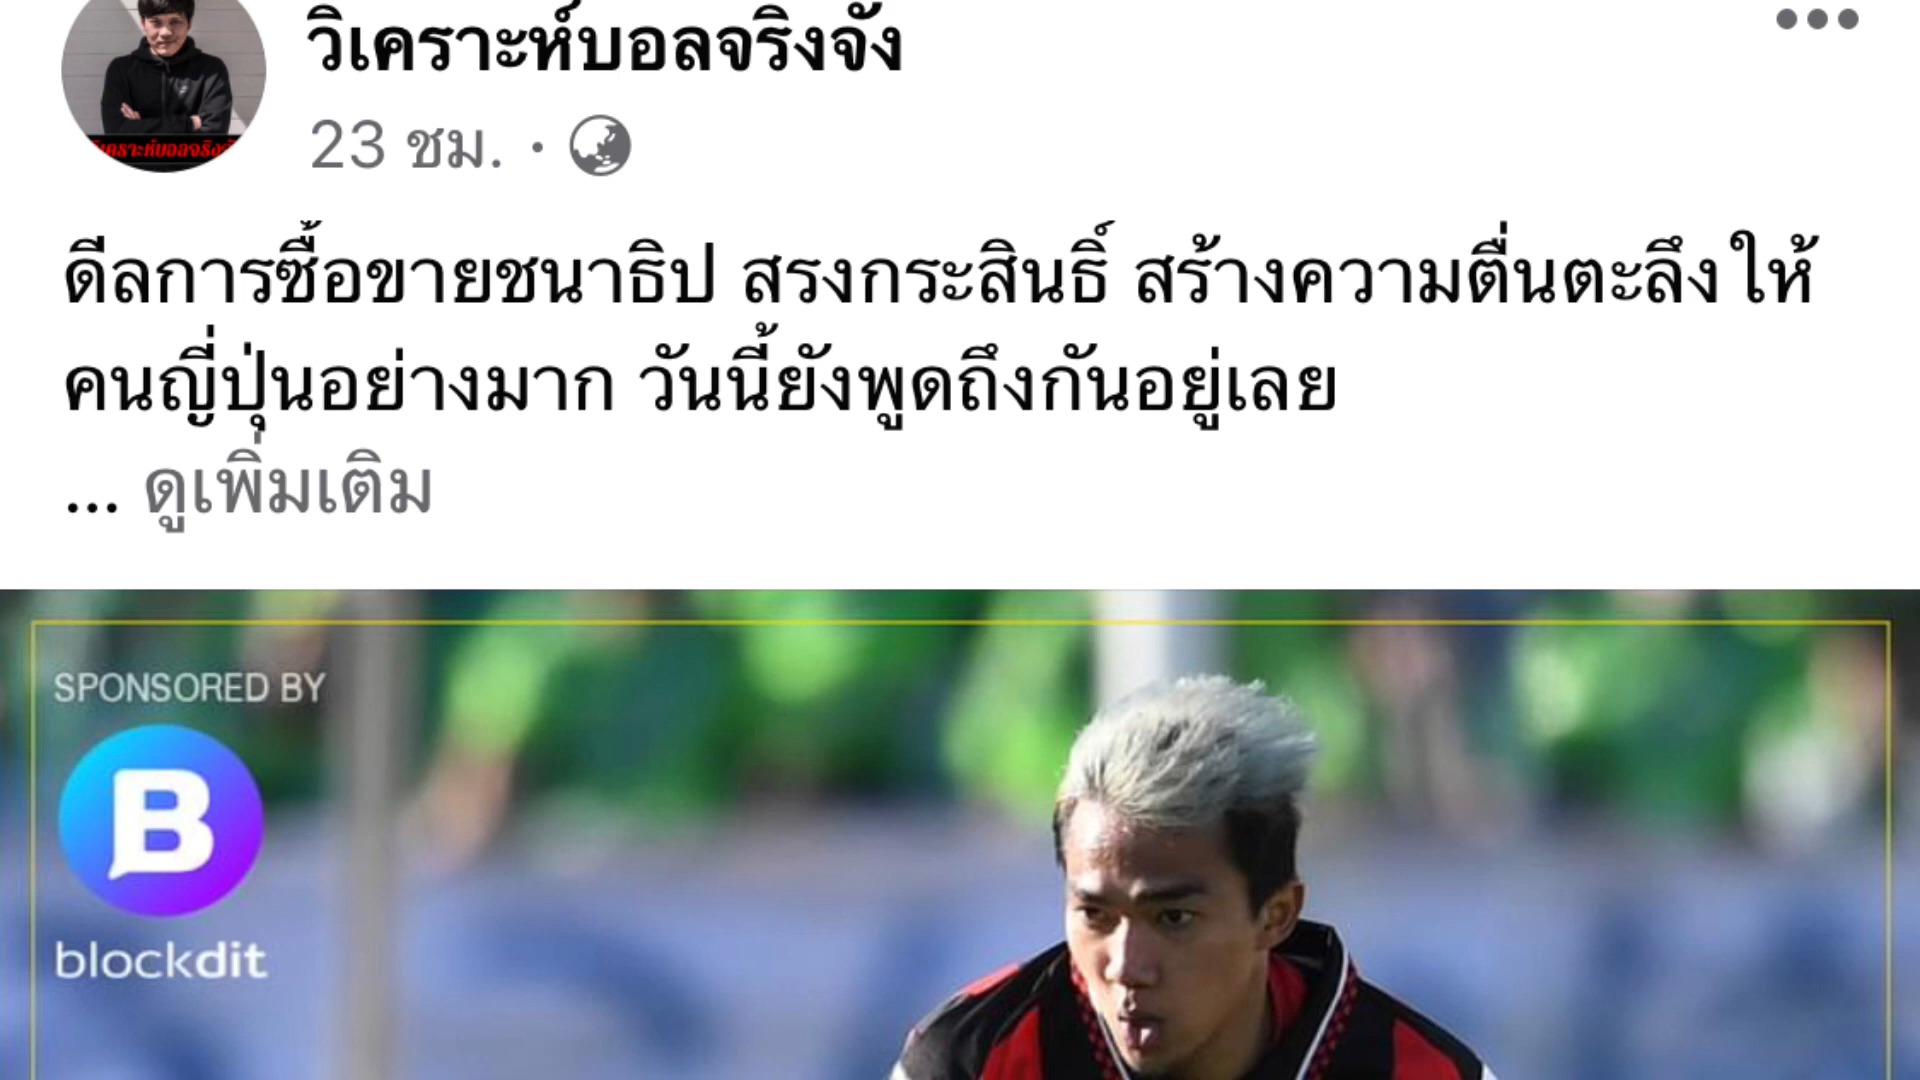 วิเคราะห์บอลจริงจัง
23 ชม. ·
ดีลการซื้อขายชนาธิป สรงกระสินธิ์ สร้างความตื่นตะลึง ให้
คนญี่ปุ่นอย่างมาก วันนี้ยังพูดถึงกันอยู่เลย
... ดูเพิ่มเติม
SPONSORED BY
B
blockdit